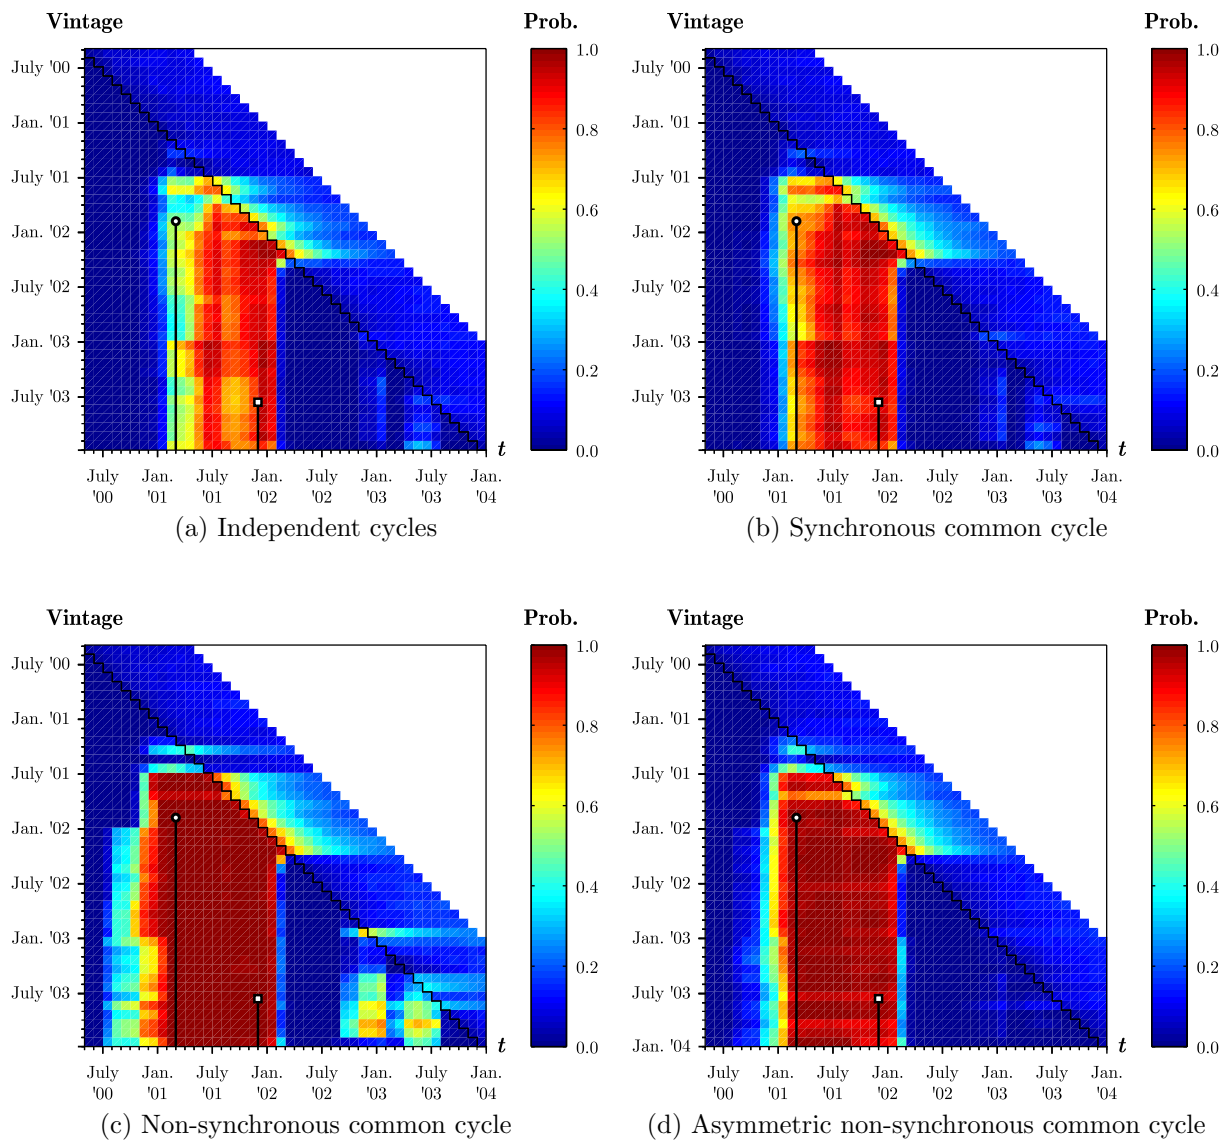 Vintage Prob. Vintage Prob.
1.0 1.0
July '00 July '00
Jan. '01 0.8 Jan. '01 0.8
July '01 July '01
0.6 0.6
Jan. '02 Jan. '02
July '02 0.4 July '02 0.4
Jan. '03 Jan. '03
0.2 0.2
July '03 July '03
t 0.0 t 0.0
July Jan. July Jan. July Jan. July Jan. July Jan. July Jan. July Jan. July Jan.
'00 '01 '01 '02 '02 '03 '03 '04 '00 '01 '01 '02 '02 '03 '03 '04
(a) Independent cycles (b) Synchronous common cycle
Vintage Prob. Vintage Prob.
1.0 1.0
July '00 July '00
Jan. '01 0.8 Jan. '01 0.8
July '01 July '01
0.6 0.6
Jan. '02 Jan. '02
July '02 0.4 July '02 0.4
Jan. '03 Jan. '03
0.2 0.2
July '03 July '03
t 0.0 Jan. '04 t 0.0
July Jan. July Jan. July Jan. July Jan. July Jan. July Jan. July Jan. July Jan.
'00 '01 '01 '02 '02 '03 '03 '04 '00 '01 '01 '02 '02 '03 '03 '04
(c) Non-synchronous common cycle (d) Asymmetric non-synchronous common cycle